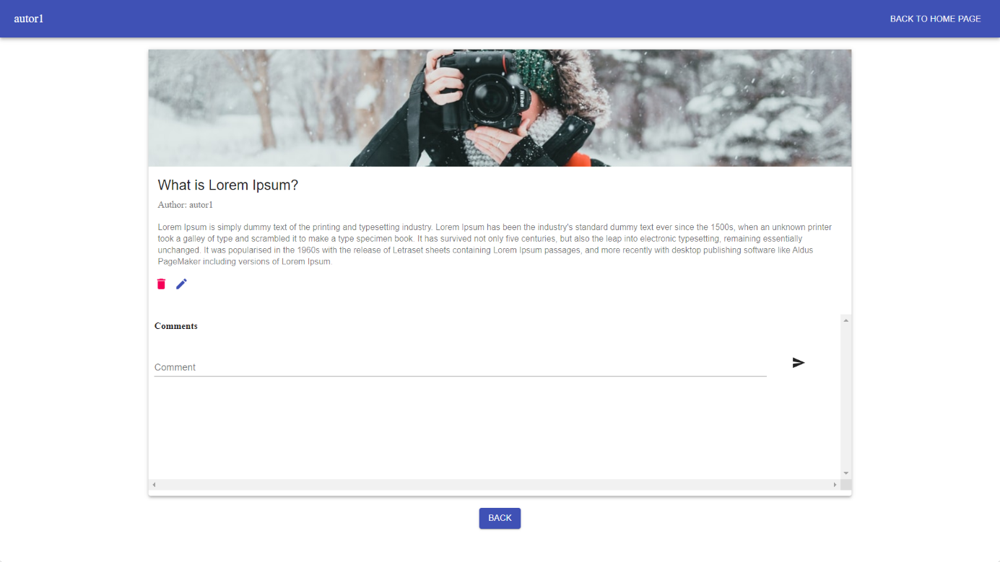 autor1
BACK TO HOME PAGE
Nikon
What is Lorem Ipsum?
Author: autor1
Lorem Ipsum is simply dummy text of the printing and typesetting industry. Lorem Ipsum has been the industry's standard dummy text ever since the 1500s, when an unknown printer
took a galley of type and scrambled it to make a type specimen book. It has survived not only five centuries, but also the leap into electronic typesetting, remaining essentially
unchanged. It was popularised in the 1960s with the release of Letraset sheets containing Lorem Ipsum passages, and more recently with desktop publishing software like Aldus
PageMaker including versions of Lorem Ipsum.
Comments
Comment
BACK